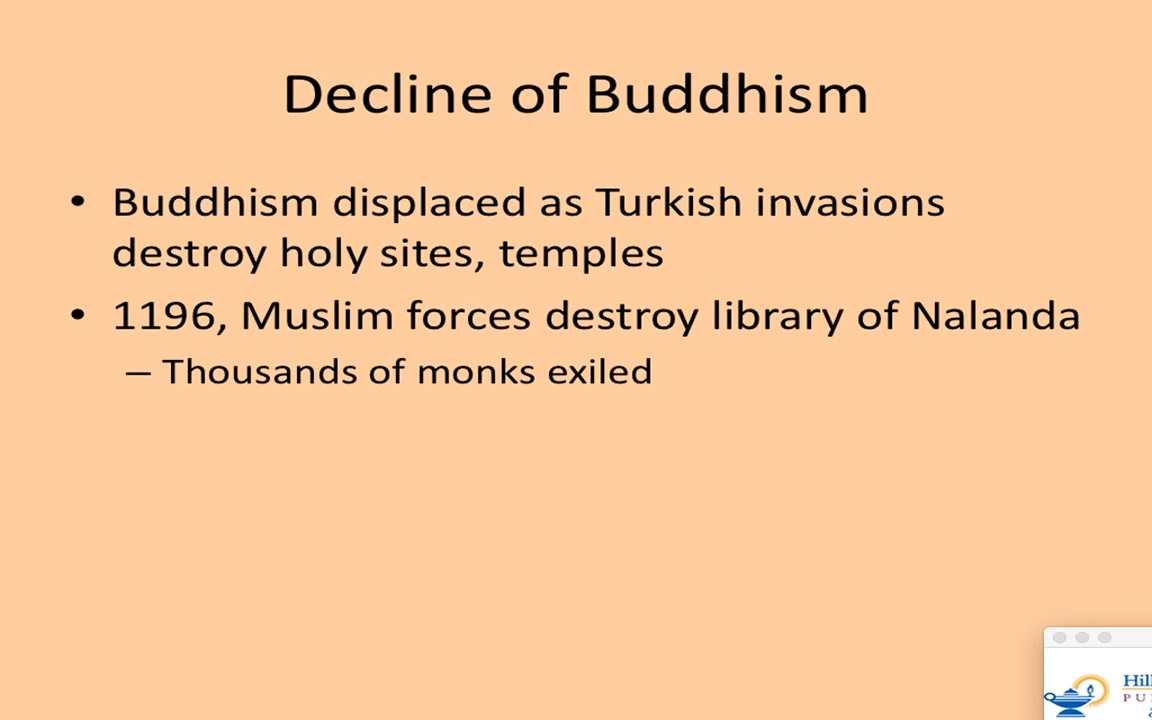 Decline of Buddhism
• Buddhism displaced as Turkish invasions
destroy holy sites, temples
• 1196, Muslim forces destroy library of Nalanda
– Thousands of monks exiled